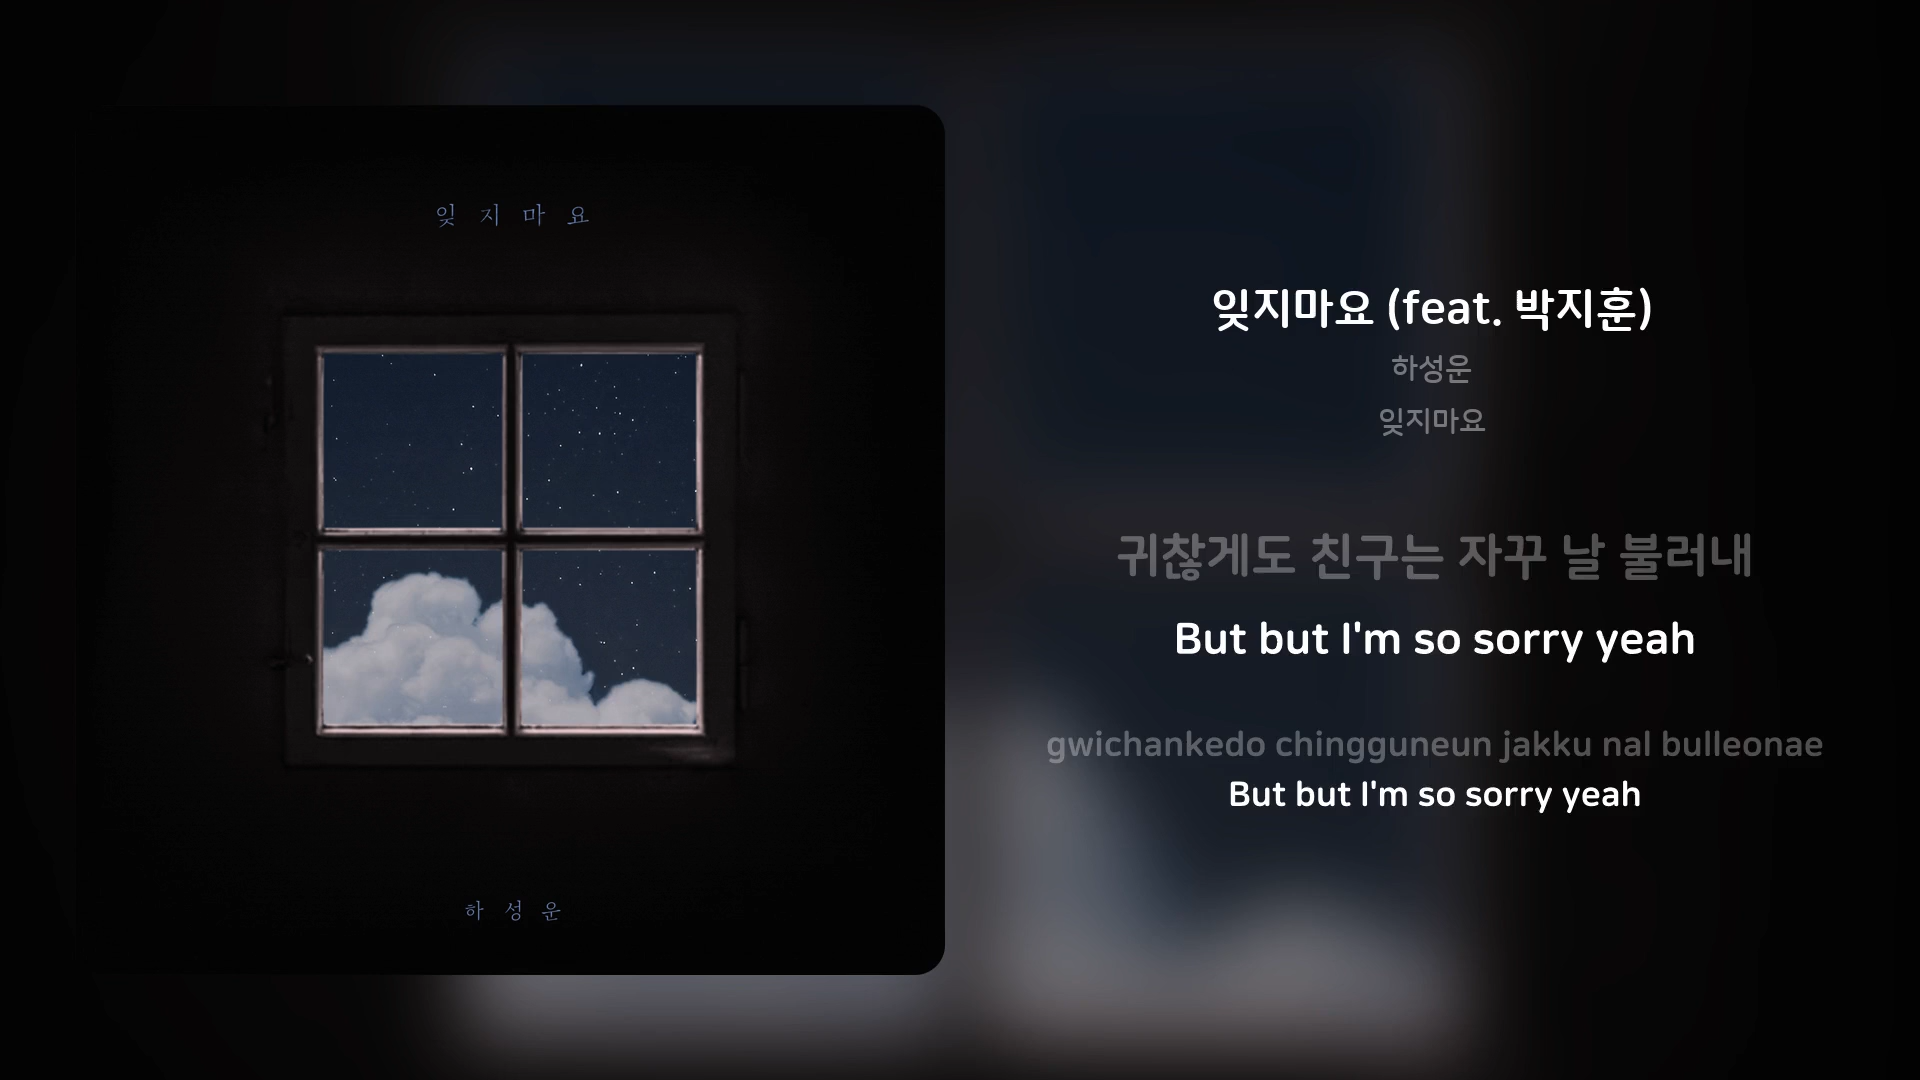 잊지마요
하성운
잊지마요 (feat. 박지훈)
하성운
잊지마요
귀찮게도 친구는 자꾸 날 불러내
But but I'm so sorry yeah
gwichankedo chingguneun jakku nal bulleonae
But but I'm so sorry yeah